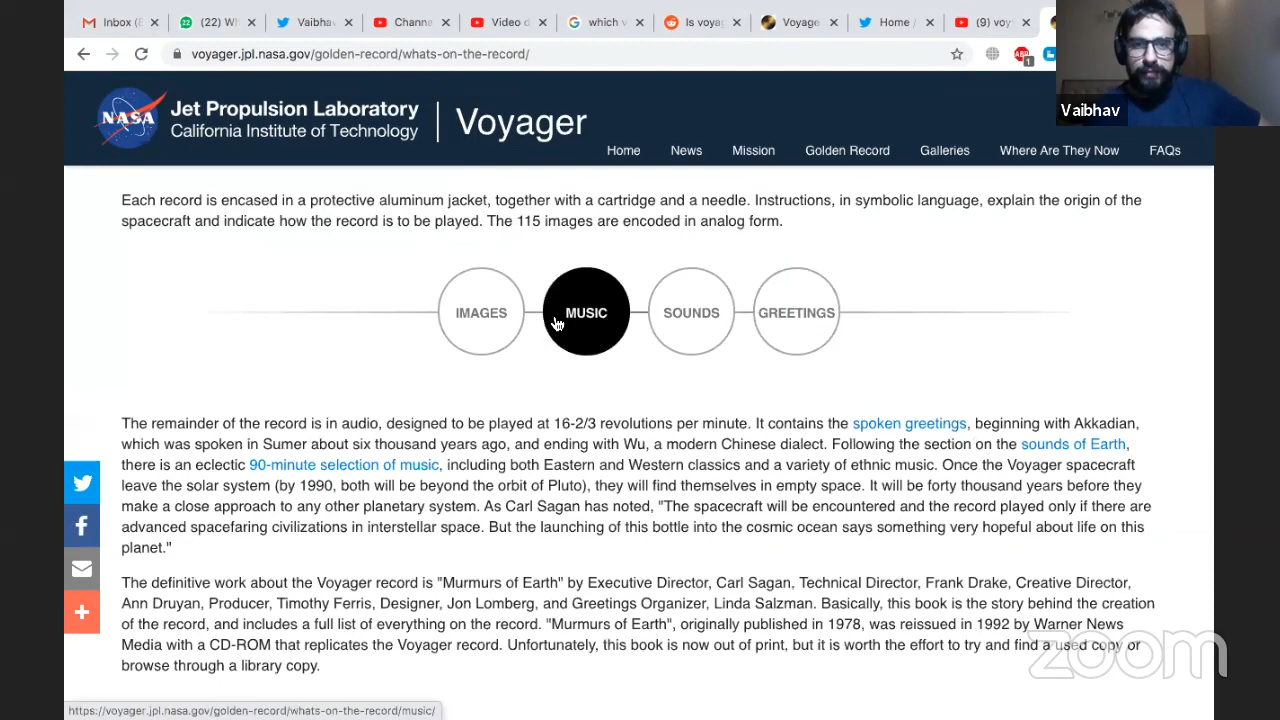 Inbox (
(22) Wh
Vaibhav
Channe
Video d
which v
Is voyag
Voyage
Home /
(9) voy
voyager.jpl.nasa.gov/golden-record/whats-on-the-record/
ABP
1
Vaibhav
NASA
Jet Propulsion Laboratory
California Institute of Technology
Voyager
Home News Mission Golden Record Galleries Where Are They Now FAQs
Each record is encased in a protective aluminum jacket, together with a cartridge and a needle. Instructions, in symbolic language, explain the origin of the
spacecraft and indicate how the record is to be played. The 115 images are encoded in analog form.
IMAGES MUSIC SOUNDS GREETINGS
The remainder of the record is in audio, designed to be played at 16-2/3 revolutions per minute. It contains the spoken greetings, beginning with Akkadian,
which was spoken in Sumer about six thousand years ago, and ending with Wu, a modern Chinese dialect. Following the section on the sounds of Earth,
there is an eclectic 90-minute selection of music, including both Eastern and Western classics and a variety of ethnic music. Once the Voyager spacecraft
leave the solar system (by 1990, both will be beyond the orbit of Pluto), they will find themselves in empty space. It will be forty thousand years before they
make a close approach to any other planetary system. As Carl Sagan has noted, "The spacecraft will be encountered and the record played only if there are
advanced spacefaring civilizations in interstellar space. But the launching of this bottle into the cosmic ocean says something very hopeful about life on this
planet."
The definitive work about the Voyager record is "Murmurs of Earth" by Executive Director, Carl Sagan, Technical Director, Frank Drake, Creative Director,
Ann Druyan, Producer, Timothy Ferris, Designer, Jon Lomberg, and Greetings Organizer, Linda Salzman. Basically, this book is the story behind the creation
of the record, and includes a full list of everything on the record. "Murmurs of Earth", originally published in 1978, was reissued in 1992 by Warner News
Media with a CD-ROM that replicates the Voyager record. Unfortunately, this book is now out of print, but it is worth the effort to try and find a used copy or
browse through a library copy.
zoom
https://voyager.jpl.nasa.gov/golden-record/whats-on-the-record/music/